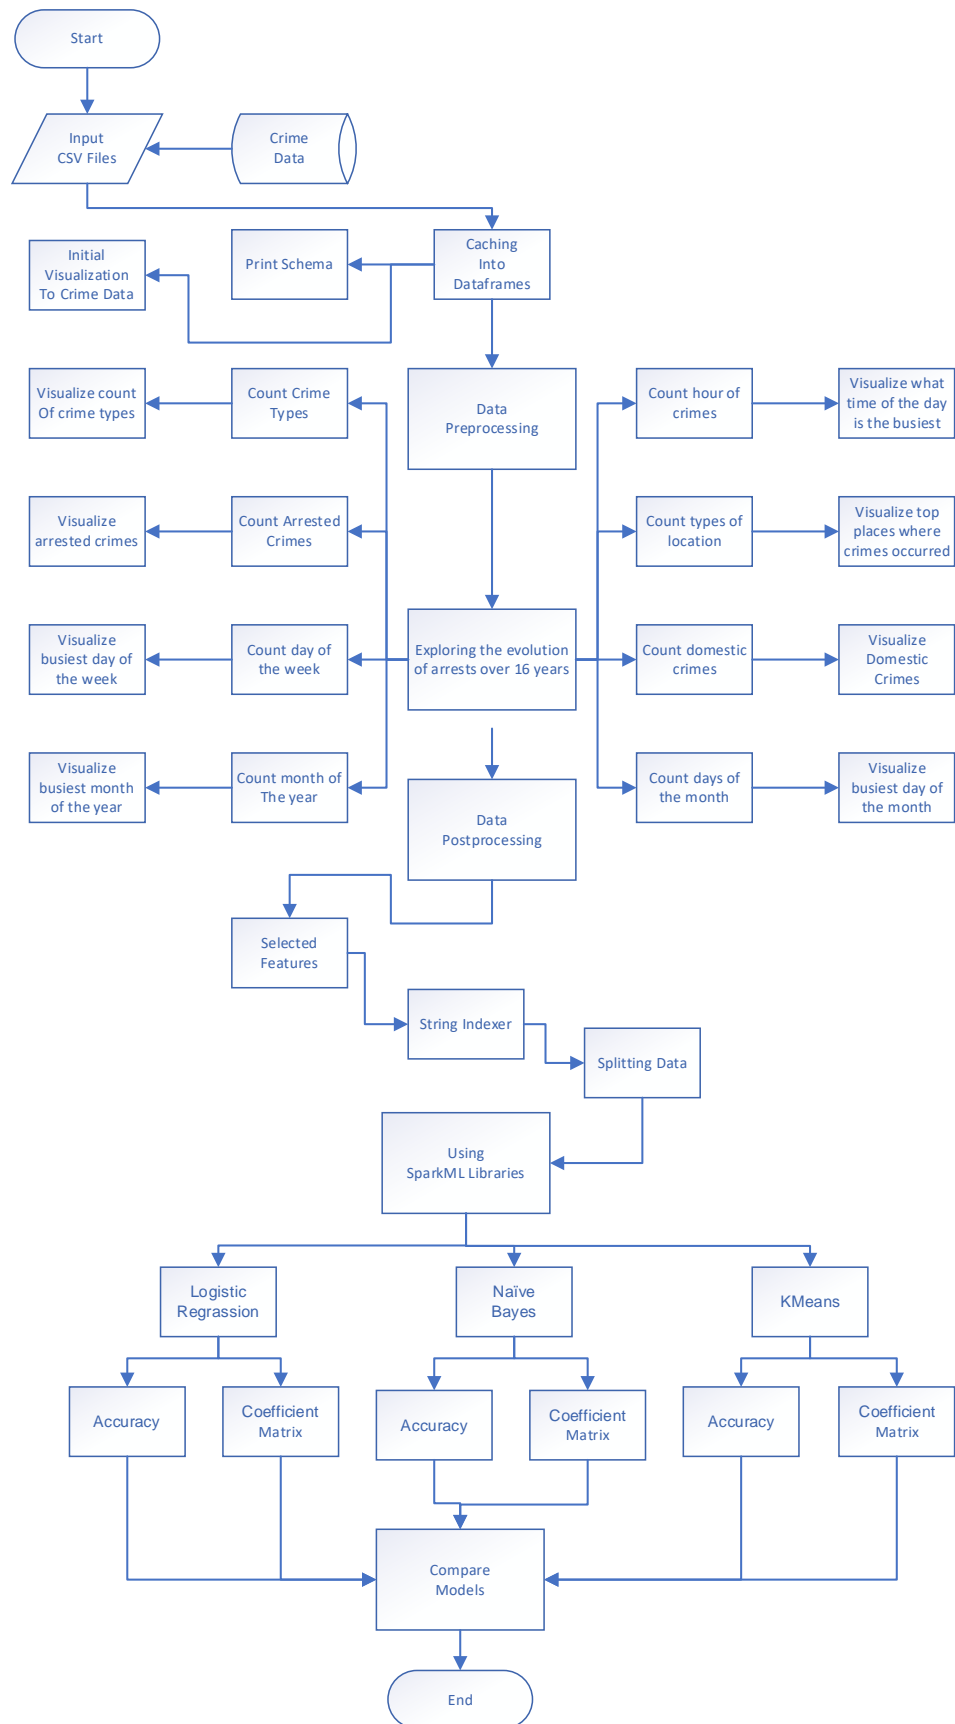 Start
Input
CSV Files
Crime
Data
Caching
Into
Dataframes
Print Schema
Initial
Visualization
To Crime Data
Data
Preprocessing
Count Crime
Types
Visualize count
Of crime types
Count hour of
crimes
Visualize what
time of the day
is the busiest
Count Arrested
Crimes
Visualize
arrested crimes
Count types of
location
Visualize top
places where
crimes occurred
Exploring the evolution
of arrests over 16 years
Count day of
the week
Visualize
busiest day of
the week
Count domestic
crimes
Visualize
Domestic
Crimes
Count month of
The year
Visualize
busiest month
of the year
Count days of
the month
Visualize
busiest day of
the month
Data
Postprocessing
Selected
Features
String Indexer
Splitting Data
Using
SparkML Libraries
Logistic
Regrassion
Naïve
Bayes
KMeans
Accuracy
Coefficient
Matrix
Accuracy
Coefficient
Matrix
Accuracy
Coefficient
Matrix
Compare
Models
End